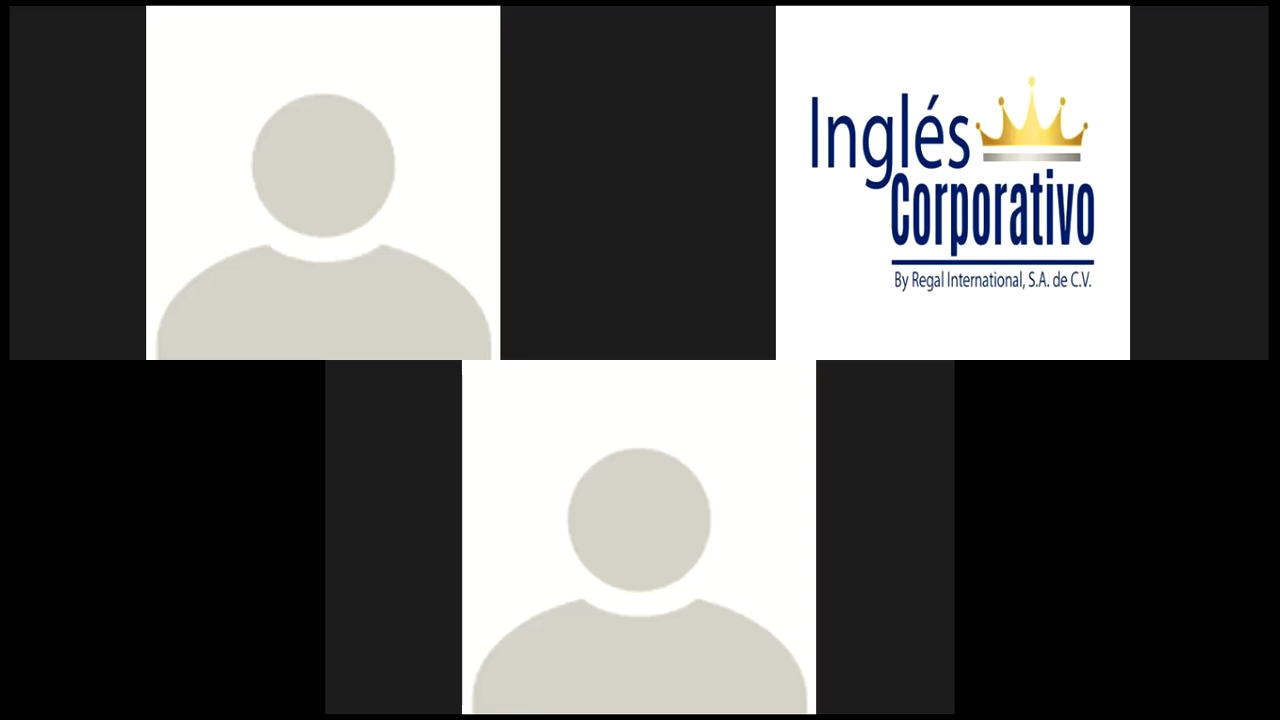 Inglés
Corporativo
By Regal International, S.A. de C.V.